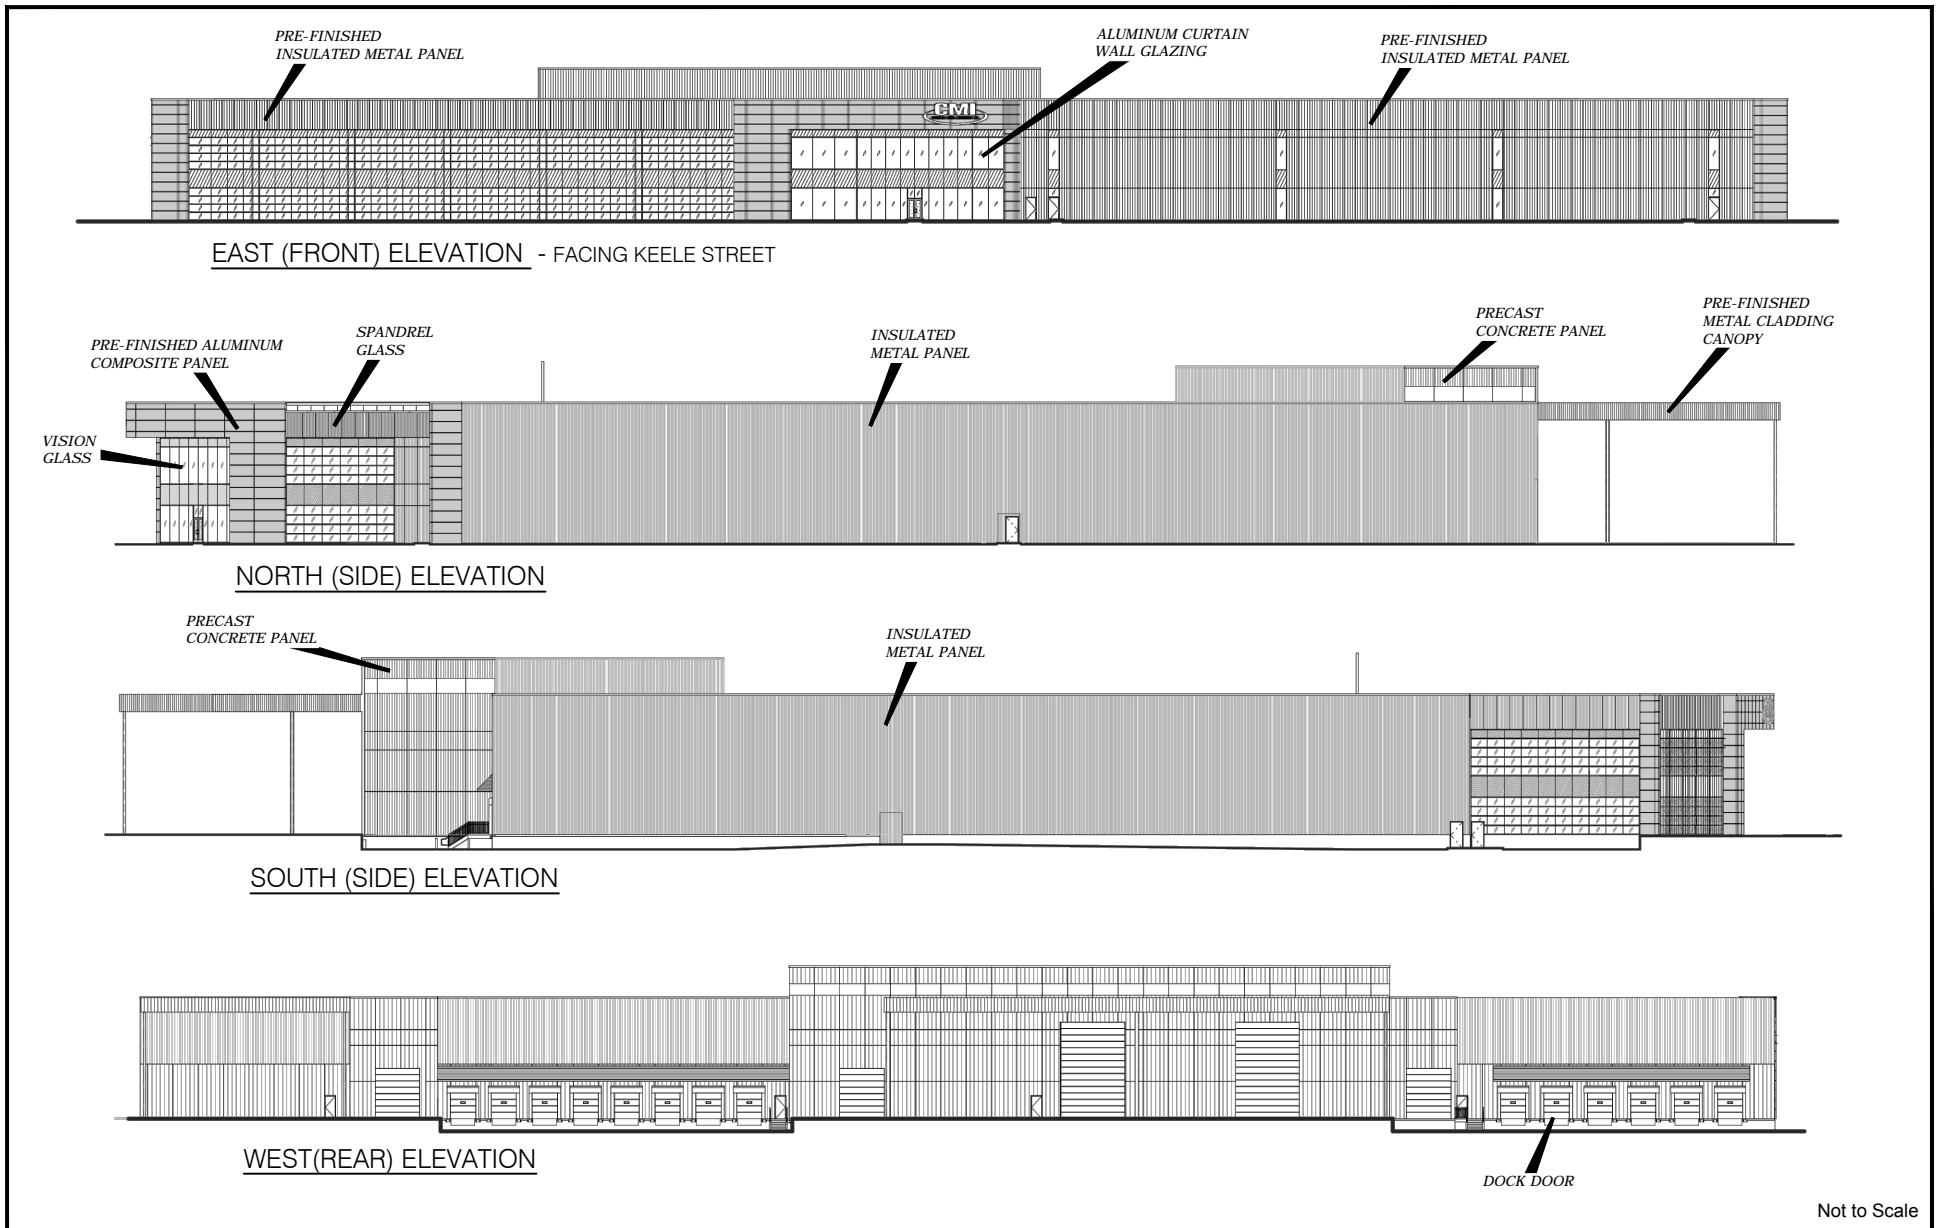 PRE-FINISHED
INSULATED METAL PANEL
ALUMINUM CURTAIN
WALL GLAZING
PRE-FINISHED
INSULATED METAL PANEL
CMI
EAST (FRONT) ELEVATION - FACING KEELE STREET
PRE-FINISHED ALUMINUM
COMPOSITE PANEL
SPANDREL
GLASS
INSULATED
METAL PANEL
PRECAST
CONCRETE PANEL
PRE-FINISHED
METAL CLADDING
CANOPY
VISION
GLASS
NORTH (SIDE) ELEVATION
PRECAST
CONCRETE PANEL
INSULATED
METAL PANEL
SOUTH (SIDE) ELEVATION
WEST(REAR) ELEVATION
DOCK DOOR
Not to Scale